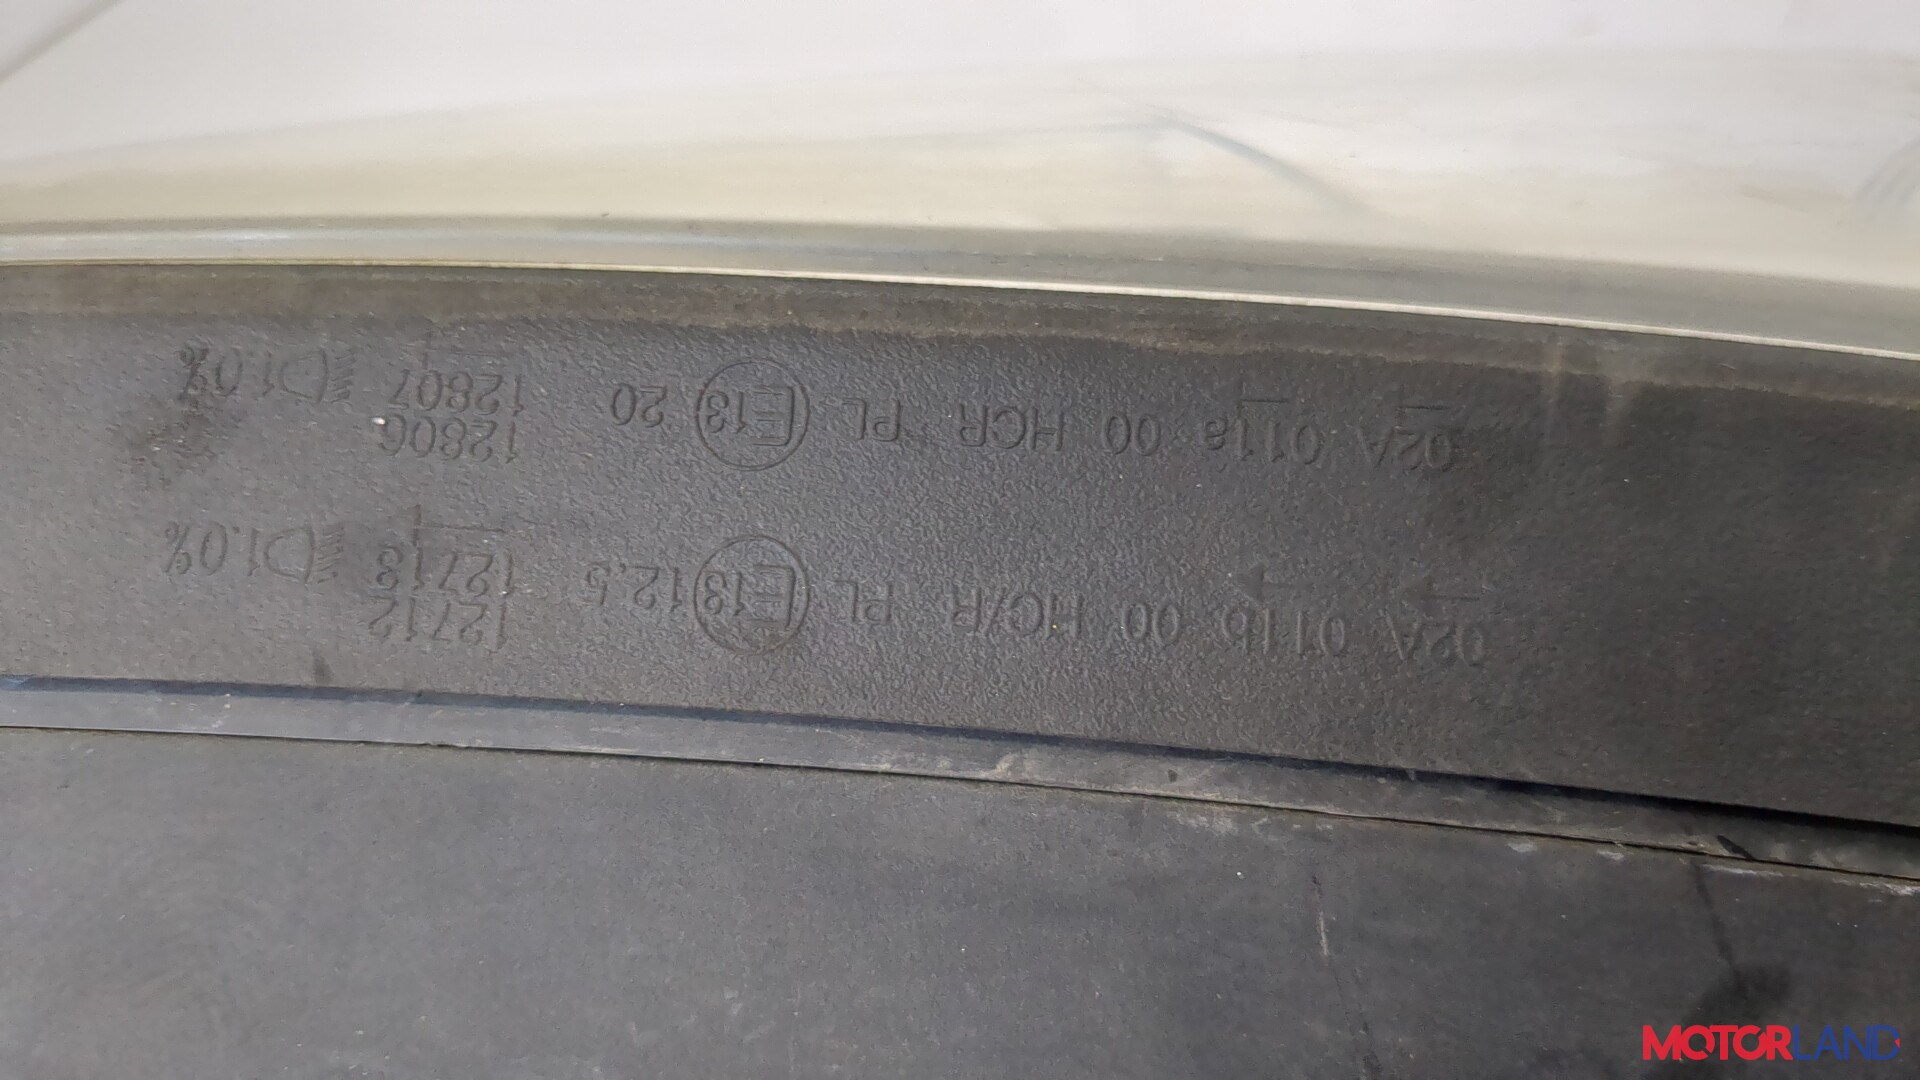 02A 011b 00 HC/R PL E13 12,5 12712
12713 1.0%
02A 011a 00 HCR PL E13 20 12806
12807 1.0%
MOTORLAND